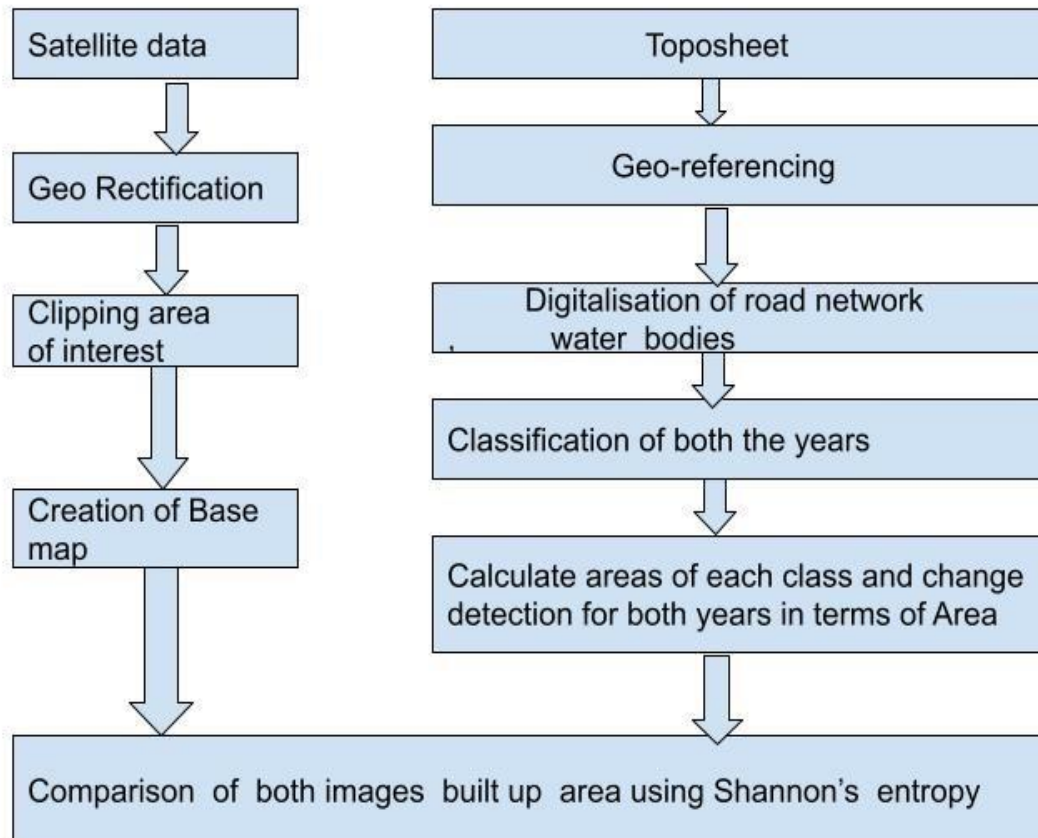 Satellite data
Geo Rectification
Clipping area
of interest
Creation of Base
map
Toposheet
Geo-referencing
Digitalisation of road network
, water bodies
Classification of both the years
Calculate areas of each class and change
detection for both years in terms of Area
Comparison of both images built up area using Shannon’s entropy